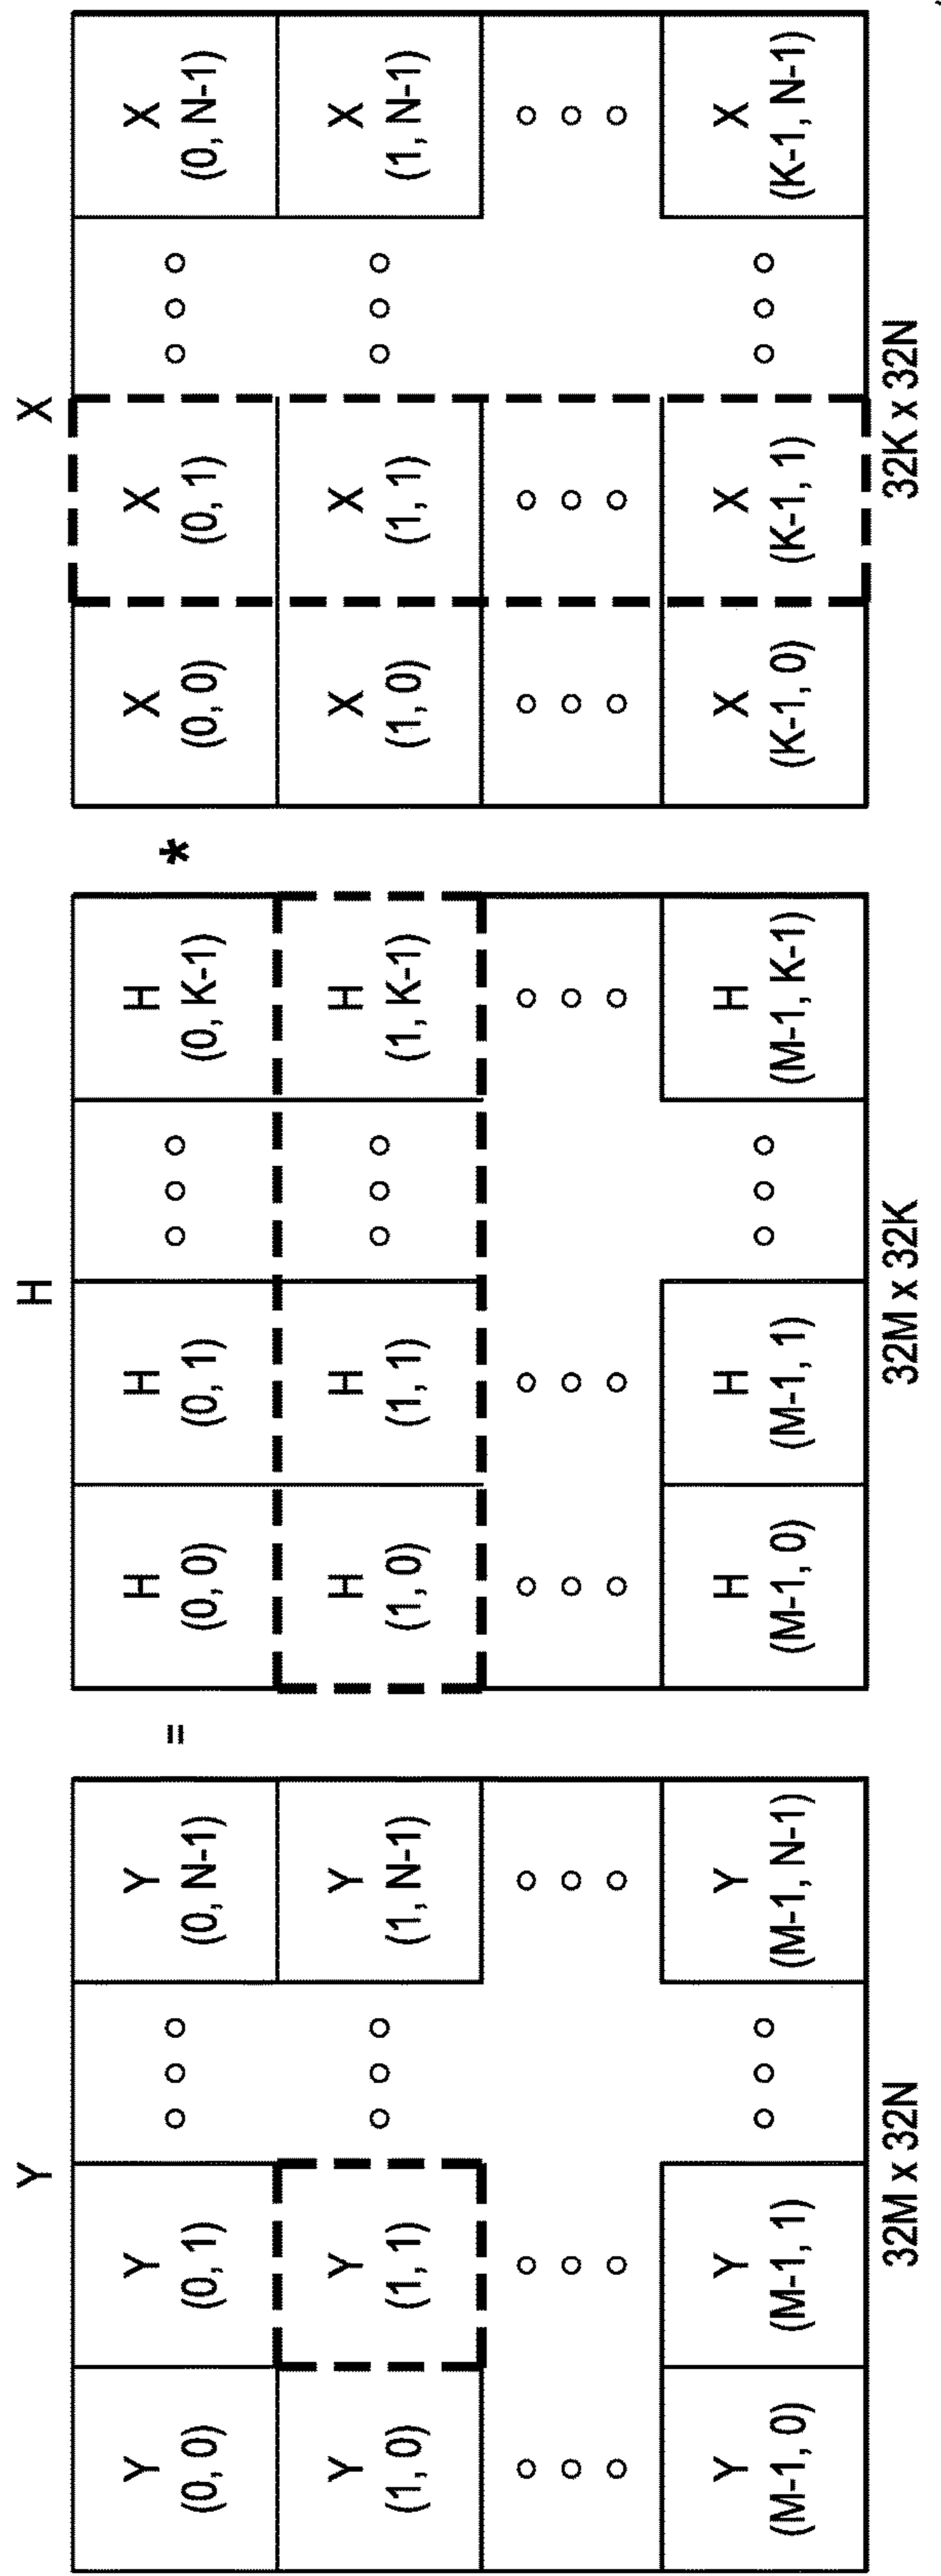 Y
Y
(0, 0)
Y
(0, 1)
○ ○ ○
Y
(0, N-1)
Y
(1, 0)
Y
(1, 1)
○ ○ ○
Y
(1, N-1)
○ ○ ○
○ ○ ○
○ ○ ○
Y
(M-1, 0)
Y
(M-1, 1)
○ ○ ○
Y
(M-1, N-1)
32M x 32N
=
H
H
(0, 0)
H
(0, 1)
○ ○ ○
H
(0, K-1)
H
(1, 0)
H
(1, 1)
○ ○ ○
H
(1, K-1)
○ ○ ○
○ ○ ○
○ ○ ○
H
(M-1, 0)
H
(M-1, 1)
○ ○ ○
H
(M-1, K-1)
32M x 32K
*
X
X
(0, 0)
X
(0, 1)
○ ○ ○
X
(0, N-1)
X
(1, 0)
X
(1, 1)
○ ○ ○
X
(1, N-1)
○ ○ ○
○ ○ ○
○ ○ ○
X
(K-1, 0)
X
(K-1, 1)
○ ○ ○
X
(K-1, N-1)
32K x 32N